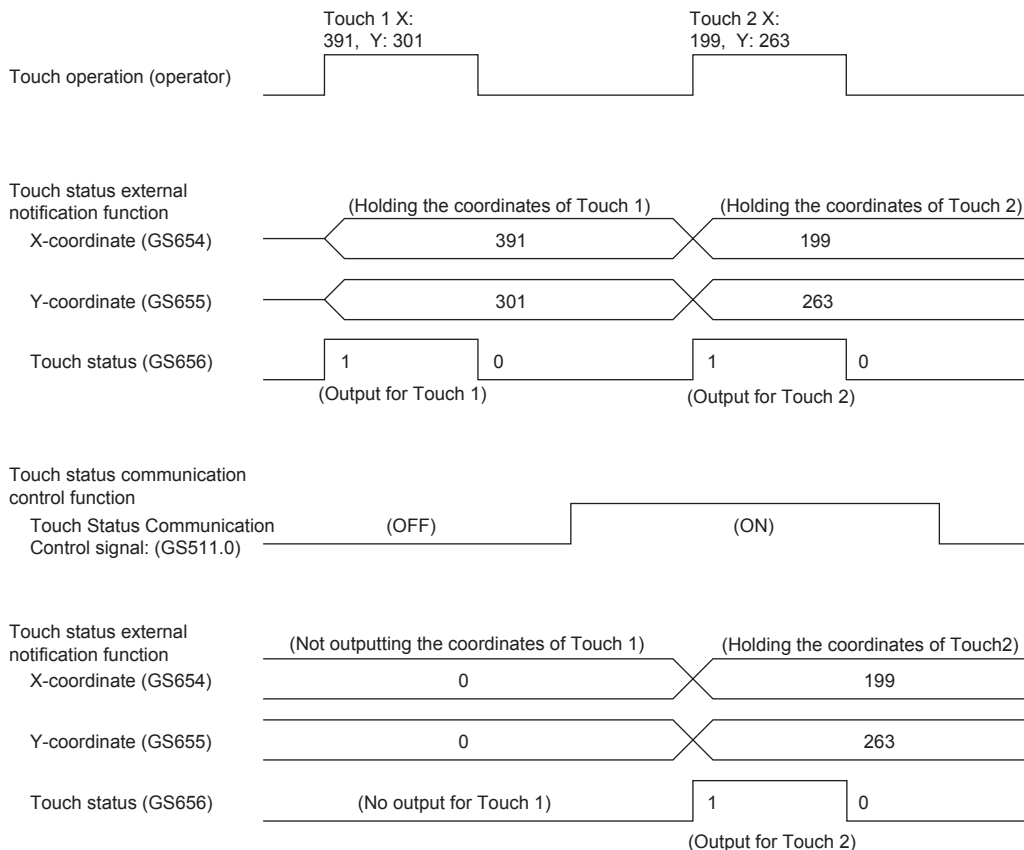 Touch 1 X:
391, Y: 301
Touch 2 X:
199, Y: 263
Touch operation (operator)
Touch status external
notification function
(Holding the coordinates of Touch 1)
(Holding the coordinates of Touch 2)
X-coordinate (GS654)
391
199
Y-coordinate (GS655)
301
263
Touch status (GS656)
1
0
1
0
(Output for Touch 1)
(Output for Touch 2)
Touch status communication
control function
Touch Status Communication
Control signal: (GS511.0)
(OFF)
(ON)
Touch status external
notification function
(Not outputting the coordinates of Touch 1)
(Holding the coordinates of Touch2)
X-coordinate (GS654)
0
199
Y-coordinate (GS655)
0
263
Touch status (GS656)
(No output for Touch 1)
1
0
(Output for Touch 2)